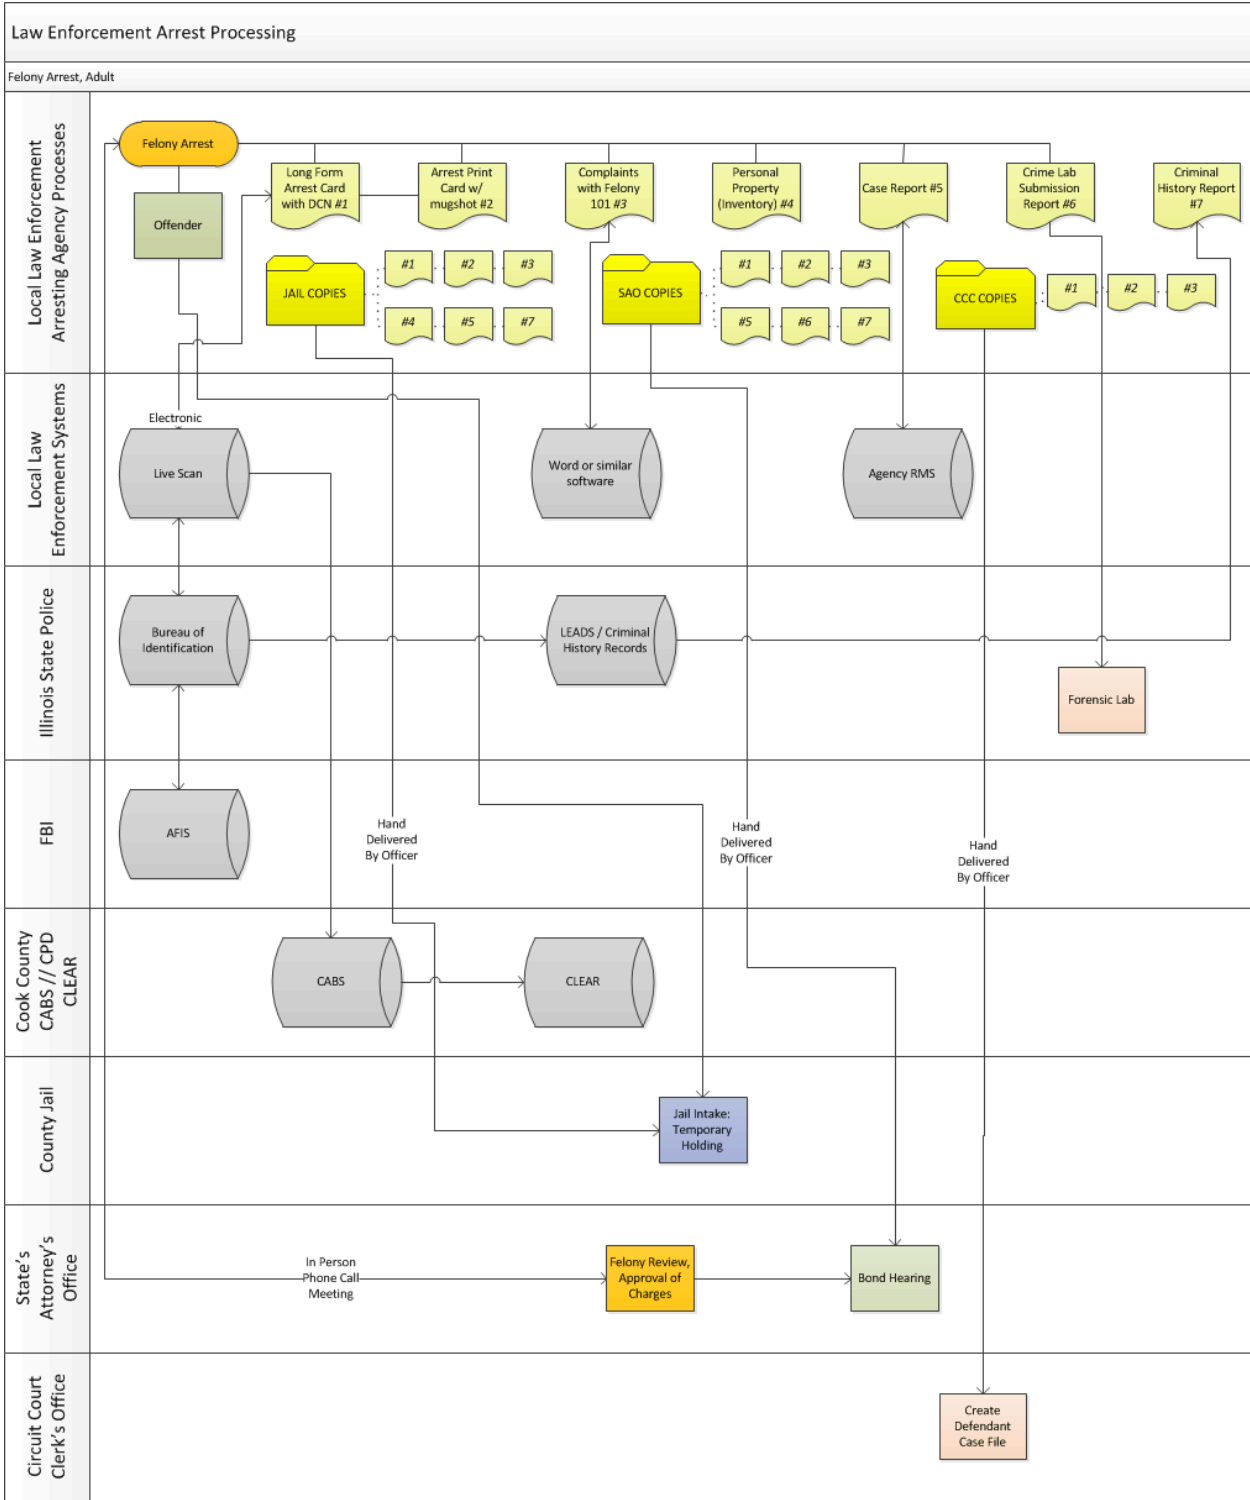 Law Enforcement Arrest Processing
Felony Arrest, Adult
Local Law Enforcement
Arresting Agency Processes
Felony Arrest
Offender
Long Form
Arrest Card
with DCN #1
Arrest Print
Card w/
mugshot #2
Complaints
with Felony
101 #3
Personal
Property
(Inventory) #4
Case Report #5
Crime Lab
Submission
Report #6
Criminal
History Report
#7
JAIL COPIES
#1
#2
#3
#4
#5
#7
SAO COPIES
#1
#2
#3
#5
#6
#7
CCC COPIES
#1
#2
#3
Local Law
Enforcement Systems
Electronic
Live Scan
Word or similar
software
Agency RMS
Illinois State Police
Bureau of
Identification
LEADS / Criminal
History Records
Forensic Lab
FBI
AFIS
Hand
Delivered
By Officer
Hand
Delivered
By Officer
Hand
Delivered
By Officer
Cook County
CABS // CPD
CLEAR
CABS
CLEAR
County Jail
Jail Intake:
Temporary
Holding
State's
Attorney's
Office
In Person
Phone Call
Meeting
Felony Review,
Approval of
Charges
Bond Hearing
Circuit Court
Clerk's Office
Create
Defendant
Case File